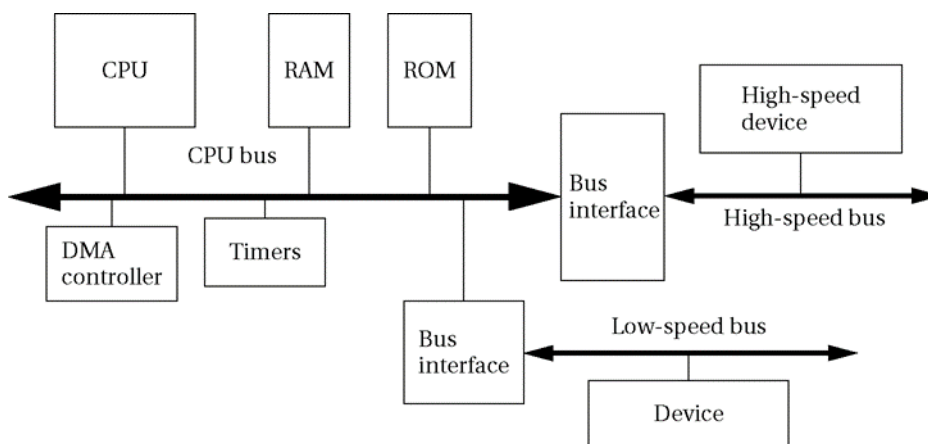 CPU
RAM
ROM
High-speed
device
CPU bus
Bus
interface
High-speed bus
DMA
controller
Timers
Bus
interface
Low-speed bus
Device